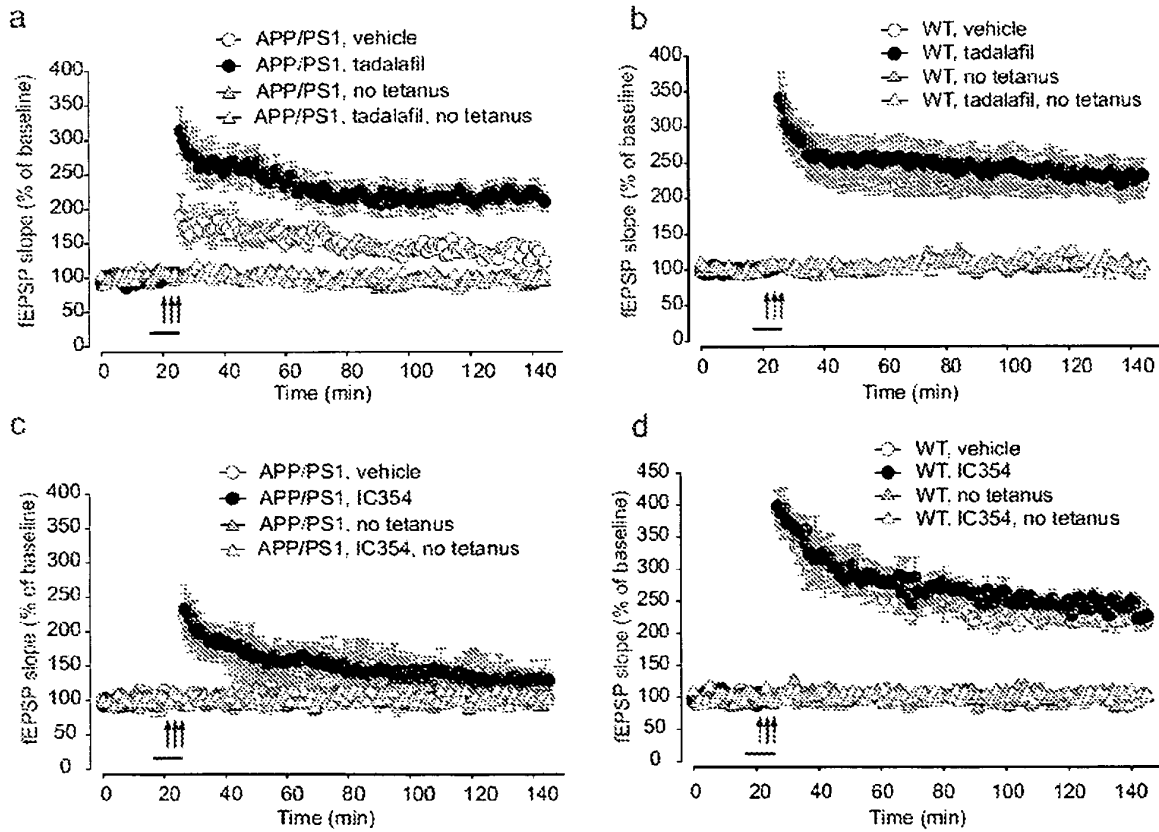 a
APP/PS1, vehicle
APP/PS1, tadalafil
APP/PS1, no tetanus
APP/PS1, tadalafil, no tetanus
fEPSP slope (% of baseline)
400
350
300
250
200
150
100
50
0
0 20 40 60 80 100 120 140
Time (min)
b
WT, vehicle
WT, tadalafil
WT, no tetanus
WT, tadalafil, no tetanus
fEPSP slope (% of baseline)
400
350
300
250
200
150
100
50
0
0 20 40 60 80 100 120 140
Time (min)
c
APP/PS1, vehicle
APP/PS1, IC354
APP/PS1, no tetanus
APP/PS1, IC354, no tetanus
fEPSP slope (% of baseline)
400
350
300
250
200
150
100
50
0
0 20 40 60 80 100 120 140
Time (min)
d
WT, vehicle
WT, IC354
WT, no tetanus
WT, IC354, no tetanus
fEPSP slope (% of baseline)
450
400
350
300
250
200
150
100
50
0
0 20 40 60 80 100 120 140
Time (min)